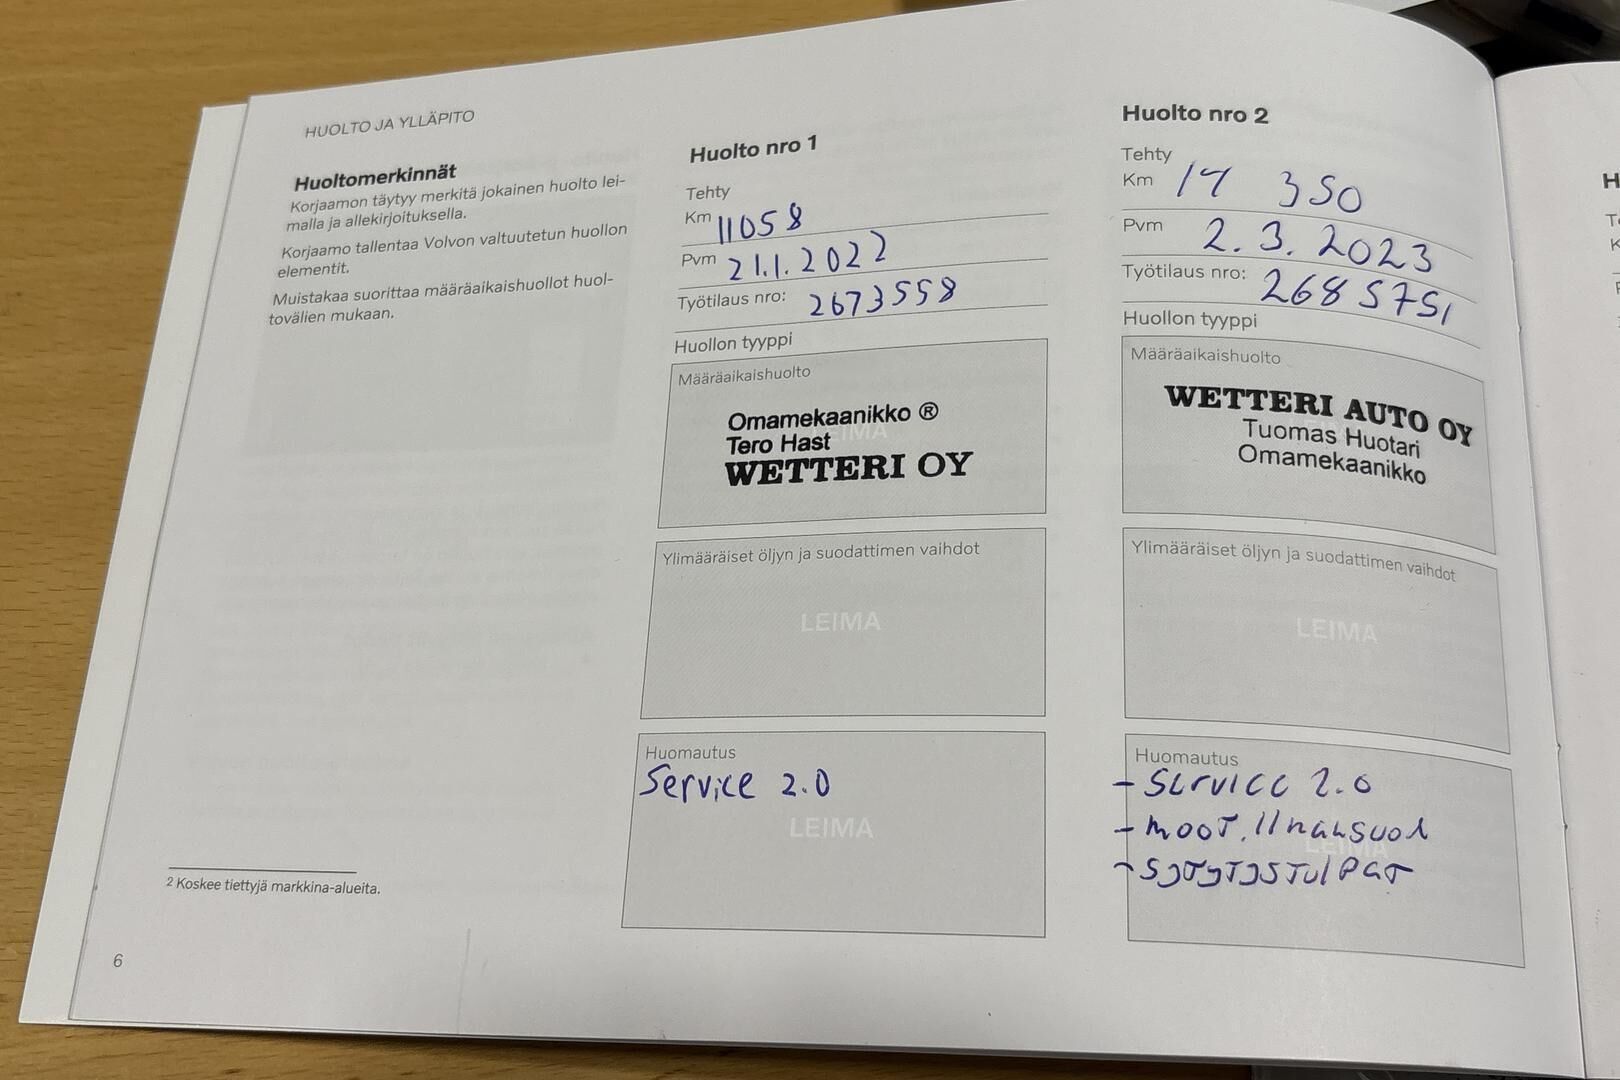 HUOLTO JA YLLÄPITO
Huoltomerkinnät
Korjaamon täytyy merkitä jokainen huolto lei-
malla ja allekirjoituksella.
Korjaamo tallentaa Volvon valtuutetun huollon
elementit.
Muistakaa suorittaa määräaikaishuollot huol-
tovälien mukaan.
2 Koskee tiettyjä markkina-alueita.
6
Huolto nro 1
Tehty
Km 11058
Pvm 21.1.2022
Työtilaus nro: 2673558
Huollon tyyppi
Määräaikaishuolto
Omamekaanikko ®
Tero Hast
WETTERI OY
Ylimääräiset öljyn ja suodattimen vaihdot
LEIMA
Huomautus
Service 2.0
LEIMA
Huolto nro 2
Tehty
Km 350
Pvm 2.3.2023
Työtilaus nro: 2685751
Huollon tyyppi
Määräaikaishuolto
WETTERI AUTO OY
Tuomas Huotari
Omamekaanikko
Ylimääräiset öljyn ja suodattimen vaihdot
LEIMA
Huomautus
- Service 2.0
- MOOT. ilmansuod
LEIMA
- SYTYTYSTULPAT